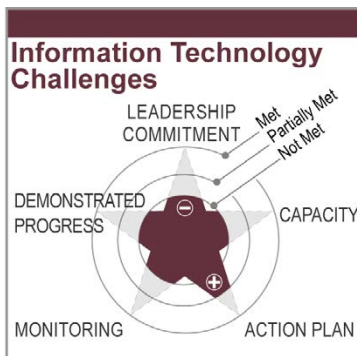 Information Technology
Challenges
LEADERSHIP
COMMITMENT
Met
Partially Met
Not Met
DEMONSTRATED
PROGRESS
CAPACITY
MONITORING
ACTION PLAN